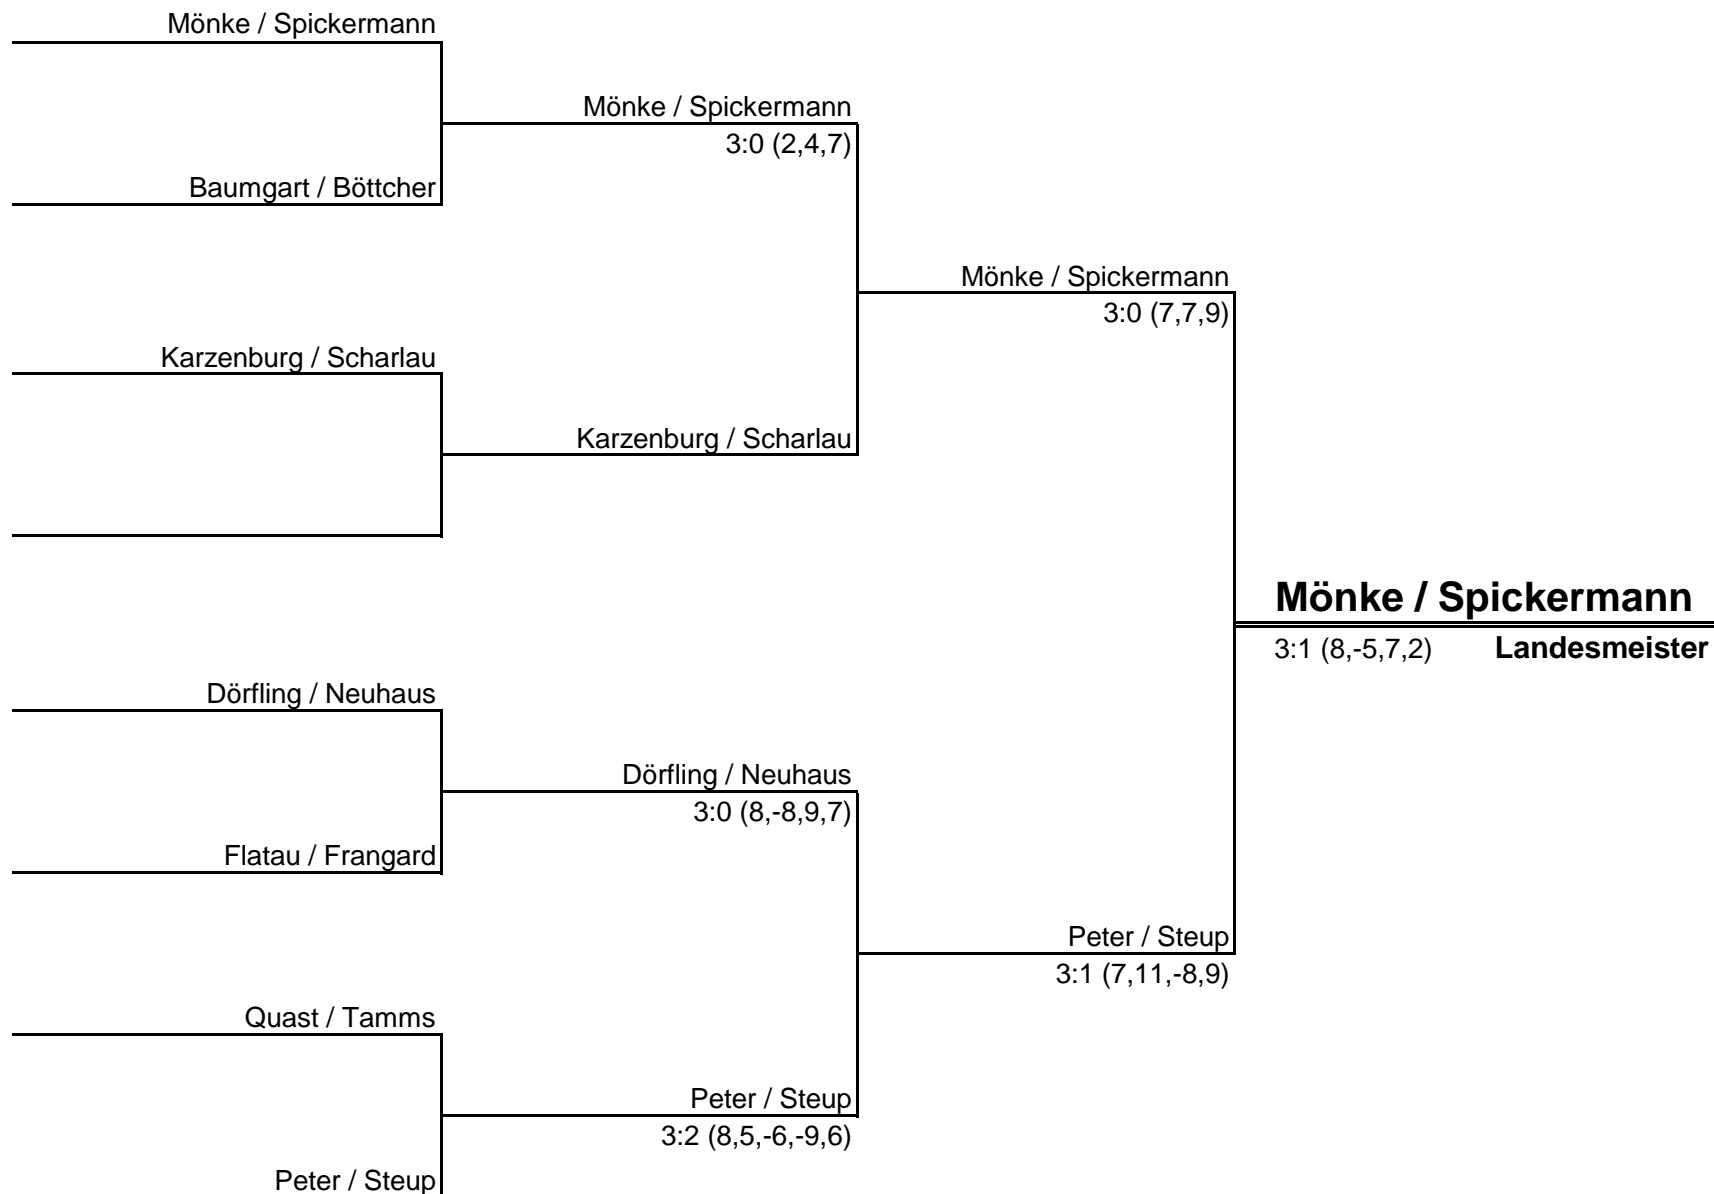 Mönke / Spickermann
Mönke / Spickermann
3:0 (2,4,7)
Baumgart / Böttcher
Mönke / Spickermann
3:0 (7,7,9)
Karzenburg / Scharlau
Karzenburg / Scharlau
Mönke / Spickermann
3:1 (8,-5,7,2) Landesmeister
Dörfling / Neuhaus
Dörfling / Neuhaus
3:0 (8,-8,9,7)
Flatau / Frangard
Peter / Steup
3:1 (7,11,-8,9)
Quast / Tamms
Peter / Steup
3:2 (8,5,-6,-9,6)
Peter / Steup